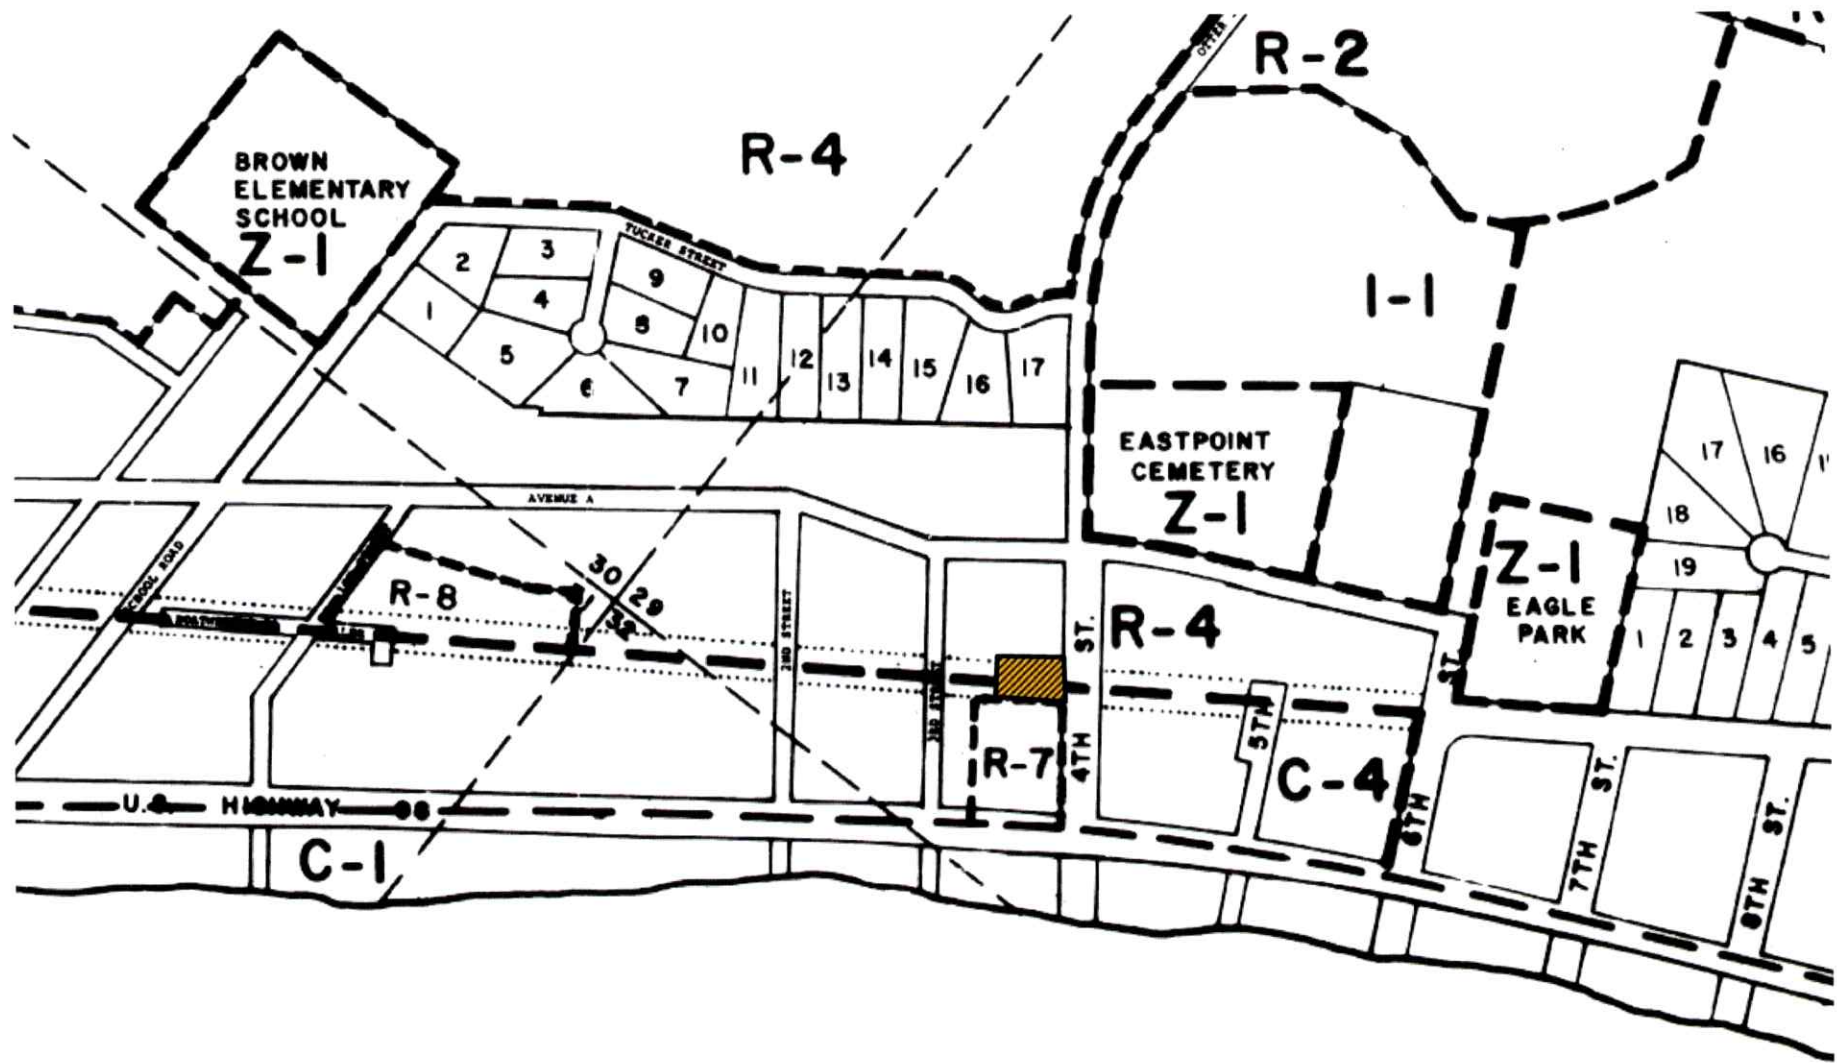 R-2
OTTER
R-4
BROWN
ELEMENTARY
SCHOOL
Z-1
TUCKER STREET
2
3
9
1
4
8
10
5
6
7
11
12
13
14
15
16
17
I-1
EASTPOINT
CEMETERY
Z-1
17
16
18
19
Z-1
EAGLE
PARK
1
2
3
4
5
AVENUE A
SCHOOL ROAD
R-8
30
29
32
2ND STREET
3RD STREET
R-4
ST.
4TH
R-7
5TH
C-4
ST.
6TH
ST.
7TH
ST.
8TH
U.S. HIGHWAY 98
C-1